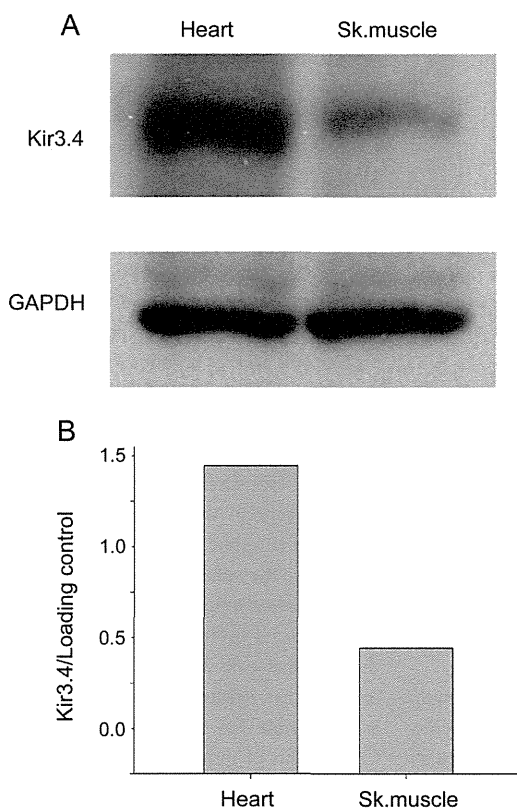 A
Heart Sk.muscle
Kir3.4
GAPDH
B
1.5
1.0
0.5
0.0
Kir3.4/Loading control
Heart Sk.muscle